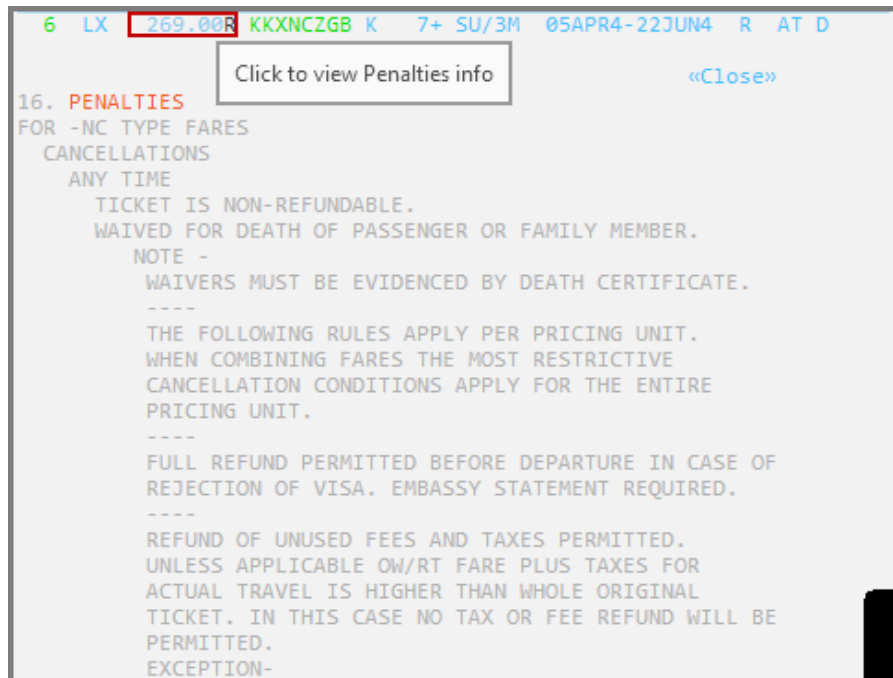 6 LX 269.00R KKXNCZGB K 7+ SU/3M 05APR4-22JUN4 R AT D
Click to view Penalties info
«Close»
16. PENALTIES
FOR -NC TYPE FARES
CANCELLATIONS
ANY TIME
TICKET IS NON-REFUNDABLE.
WAIVED FOR DEATH OF PASSENGER OR FAMILY MEMBER.
NOTE -
WAIVERS MUST BE EVIDENCED BY DEATH CERTIFICATE.
----
THE FOLLOWING RULES APPLY PER PRICING UNIT.
WHEN COMBINING FARES THE MOST RESTRICTIVE
CANCELLATION CONDITIONS APPLY FOR THE ENTIRE
PRICING UNIT.
----
FULL REFUND PERMITTED BEFORE DEPARTURE IN CASE OF
REJECTION OF VISA. EMBASSY STATEMENT REQUIRED.
----
REFUND OF UNUSED FEES AND TAXES PERMITTED.
UNLESS APPLICABLE OW/RT FARE PLUS TAXES FOR
ACTUAL TRAVEL IS HIGHER THAN WHOLE ORIGINAL
TICKET. IN THIS CASE NO TAX OR FEE REFUND WILL BE
PERMITTED.
EXCEPTION-